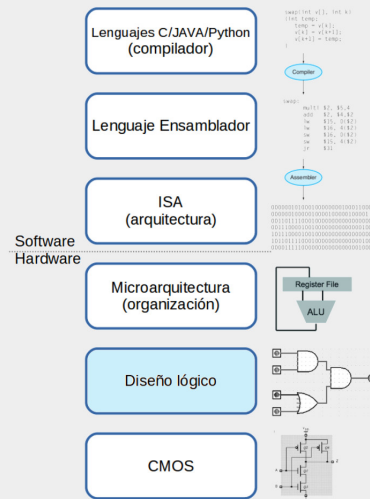 Lenguajes C/JAVA/Python
(compilador)
swap(int v[], int k)
{int temp;
temp = v[k];
v[k] = v[k+1];
v[k+1] = temp;
}
Compiler
Lenguaje Ensamblador
swap:
muli $2, $5,4
add $2, $4,$2
lw $15, 0($2)
lw $16, 4($2)
sw $16, 0($2)
sw $15, 4($2)
jr $31
Assembler
ISA
(arquitectura)
Software
Hardware
Microarquitectura
(organización)
Register File
ALU
Diseño lógico
CMOS